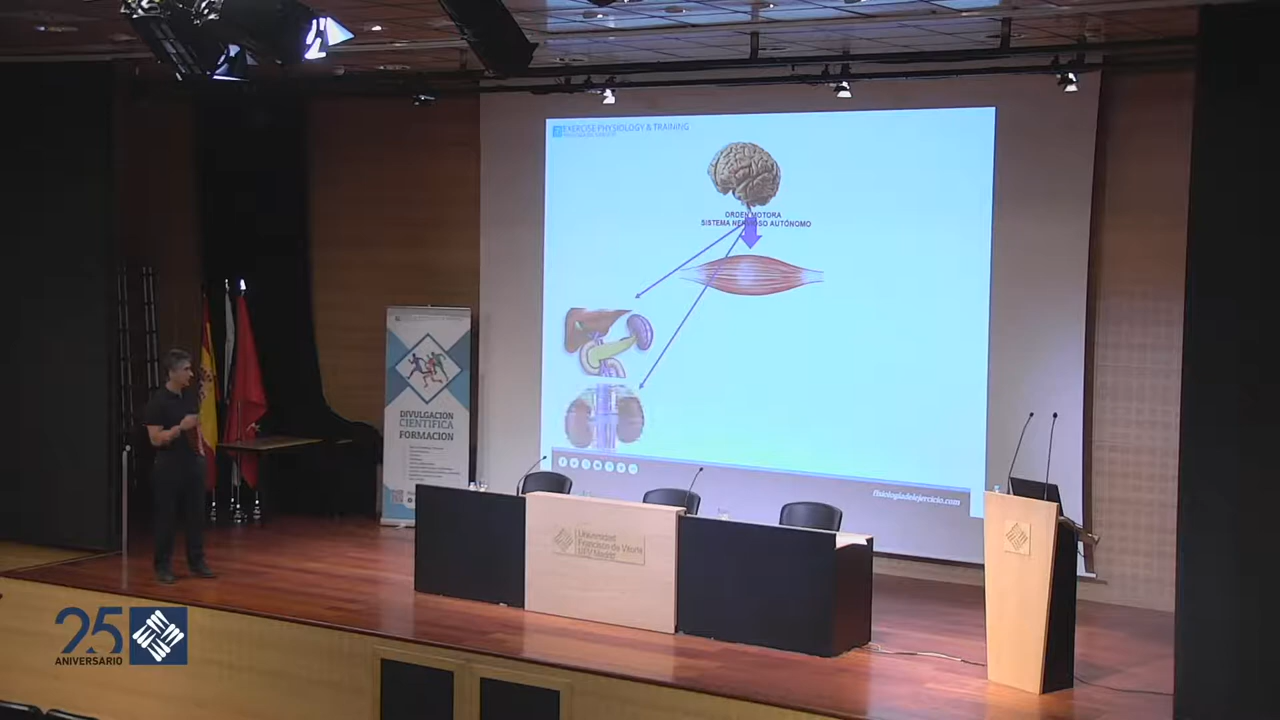 EXERCISE PHYSIOLOGY & TRAINING
ORDEN MOTORA
SISTEMA NERVIOSO AUTÓNOMO
fisiologiadelejercicio.com
DIVULGACIÓN
CIENTÍFICA
FORMACIÓN
Universidad
Francisco de Vitoria
UFV Madrid
25
ANIVERSARIO